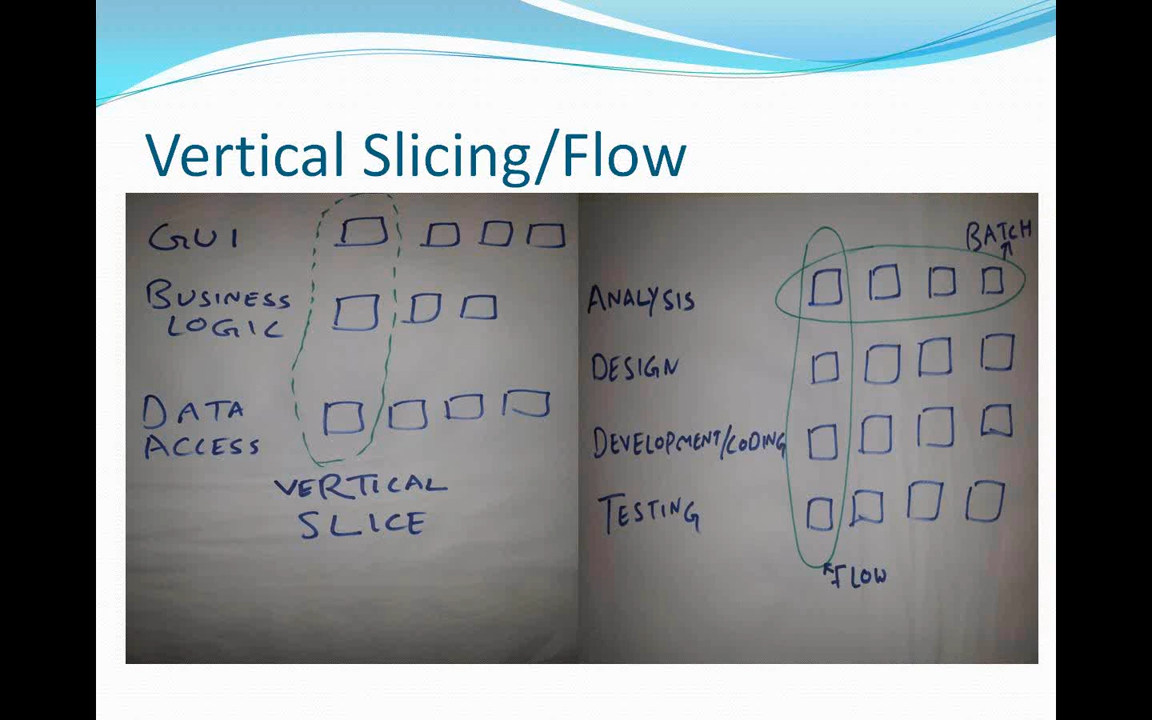 Vertical Slicing/Flow
GUI
BUSINESS
LOGIC
DATA
ACCESS
VERTICAL
SLICE
BATCH
ANALYSIS
DESIGN
DEVELOPMENT/CODING
TESTING
FLOW